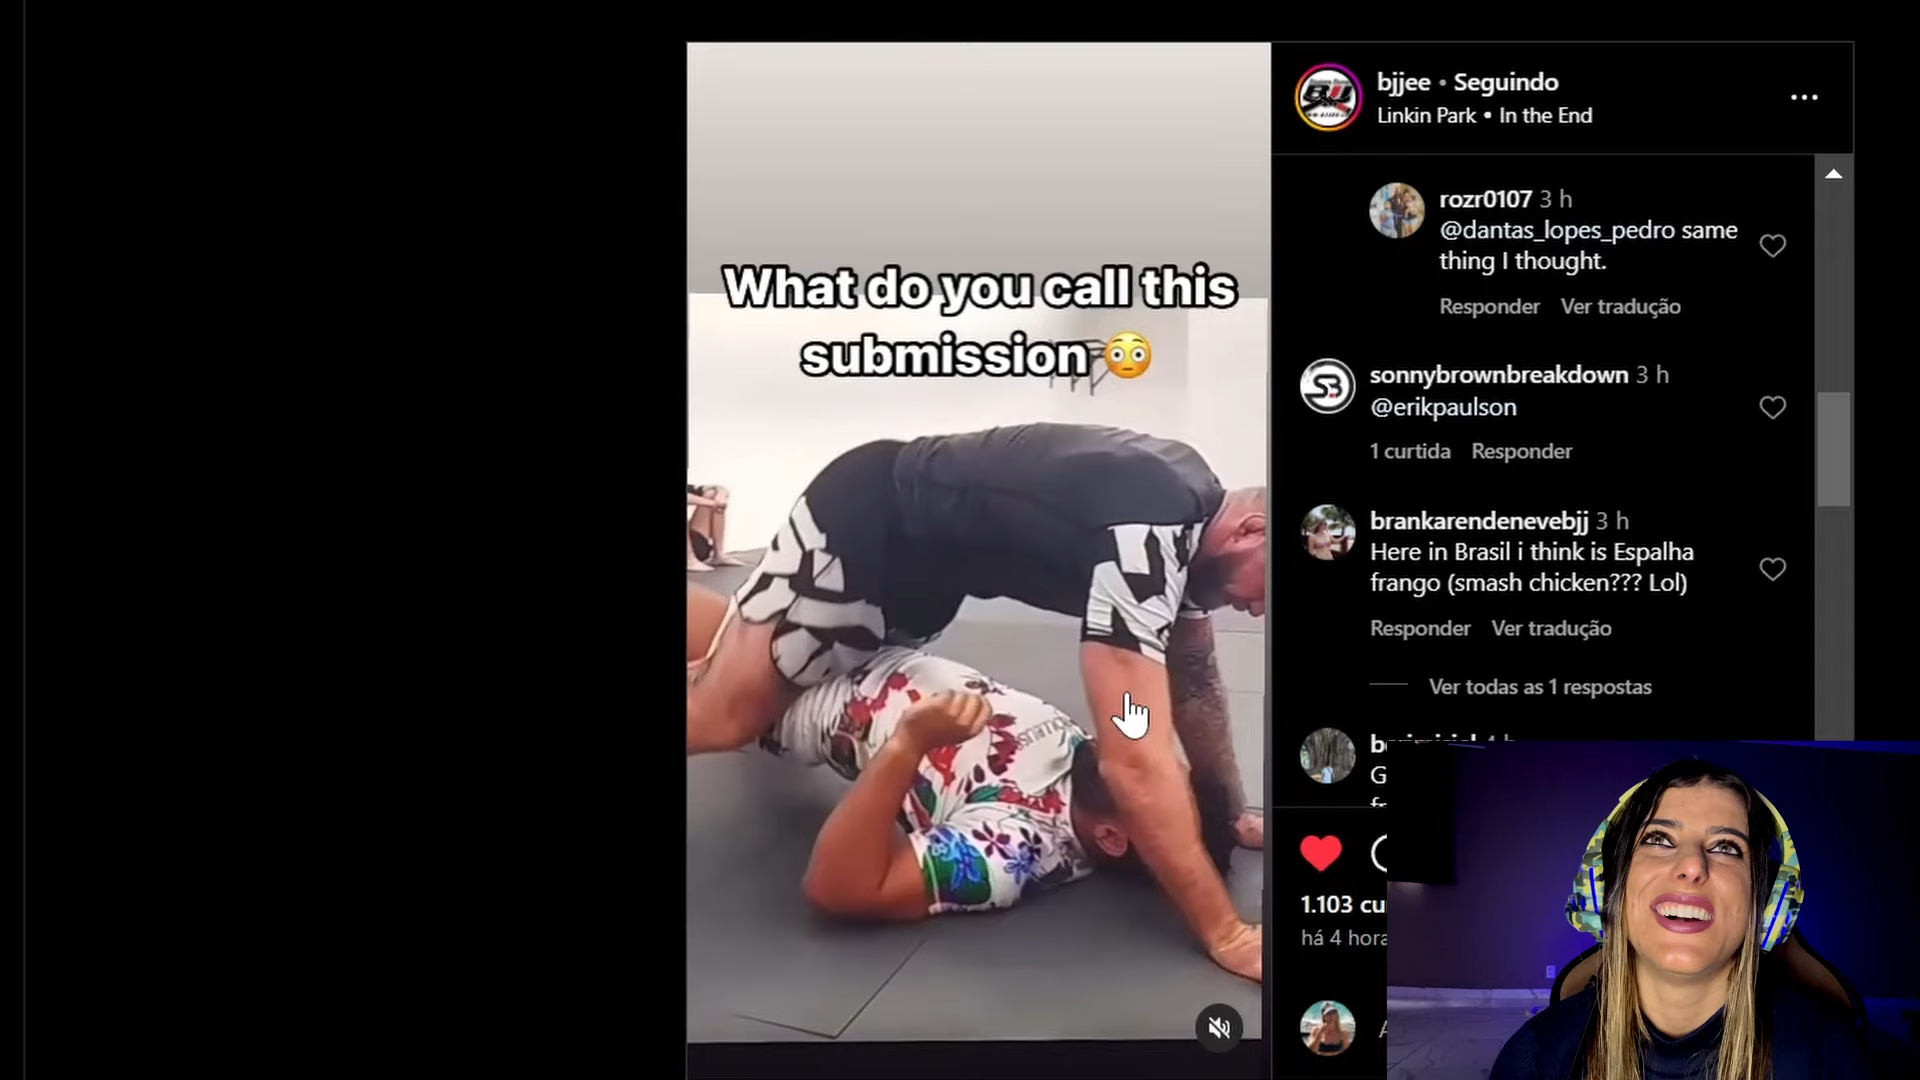 What do you call this
submission 😳
bjjee • Seguindo
Linkin Park • In the End
rozr0107 3 h
@dantas_lopes_pedro same
thing I thought.
Responder Ver tradução
sonnybrownbreakdown 3 h
@erikpaulson
1 curtida Responder
brankarendenevebjj 3 h
Here in Brasil i think is Espalha
frango (smash chicken??? Lol)
Responder Ver tradução
Ver todas as 1 respostas
G
1.103 cu
há 4 hora